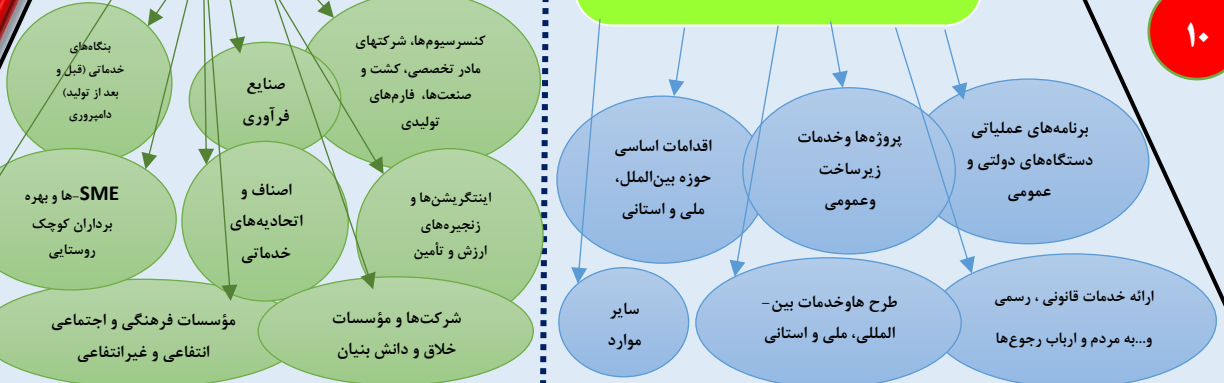 ۱۰
برنامه‌های عملیاتی
دستگاه‌های دولتی و
عمومی
پروژه‌ها وخدمات
زیرساخت
وعمومی
اقدامات اساسی
حوزه بین‌الملل،
ملی و استانی
ارائه خدمات قانونی ، رسمی
و...به مردم و ارباب رجوع‌ها
طرح هاوخدمات بین-
المللی، ملی و استانی
سایر
موارد
کنسرسیوم‌ها، شرکتهای
مادر تخصصی، کشت و
صنعت‌ها، فارم‌های
تولیدی
صنایع
فرآوری
بنگاه‌های
خدماتی (قبل و
بعد از تولید)
دامپروری
اینتگریشن‌ها و
زنجیره‌های
ارزش و تأمین
اصناف و
اتحادیه‌های
خدماتی
SME-ها و بهره
برداران کوچک
روستایی
شرکت‌ها و مؤسسات
خلاق و دانش بنیان
مؤسسات فرهنگی و اجتماعی
انتفاعی و غیرانتفاعی